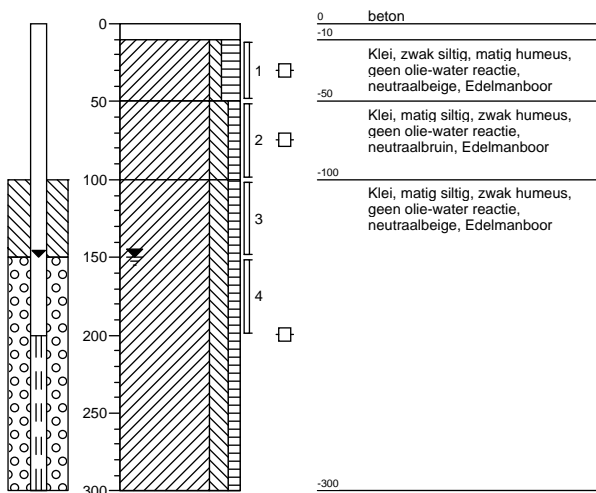 0
50
100
150
200
250
300
1
2
3
4
0
beton
-10
Klei, zwak siltig, matig humeus,
geen olie-water reactie,
neutraalbeige, Edelmanboor
-50
Klei, matig siltig, zwak humeus,
geen olie-water reactie,
neutraalbruin, Edelmanboor
-100
Klei, matig siltig, zwak humeus,
geen olie-water reactie,
neutraalbeige, Edelmanboor
-300